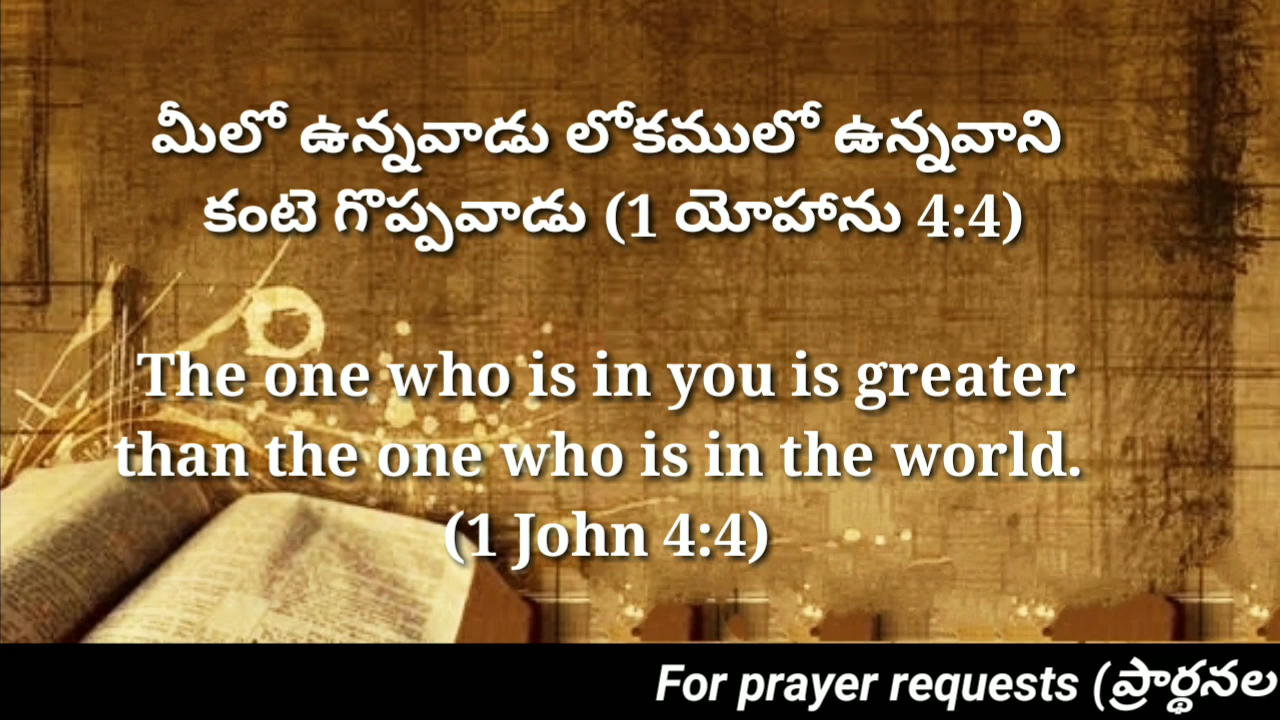 మీలో ఉన్నవాడు లోకములో ఉన్నవాని
కంటె గొప్పవాడు (1 యోహాను 4:4)
The one who is in you is greater
than the one who is in the world.
(1 John 4:4)
For prayer requests (ప్రార్థనల